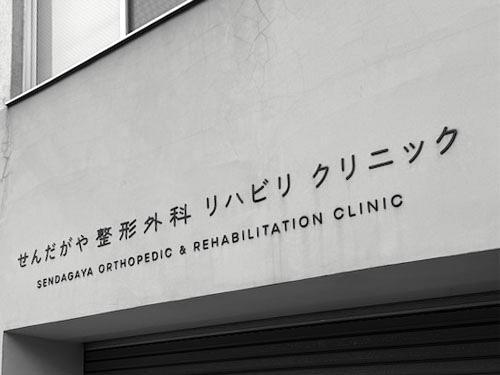 せんだがや 整形外科 リハビリ クリニック
SENDAGAYA ORTHOPEDIC & REHABILITATION CLINIC